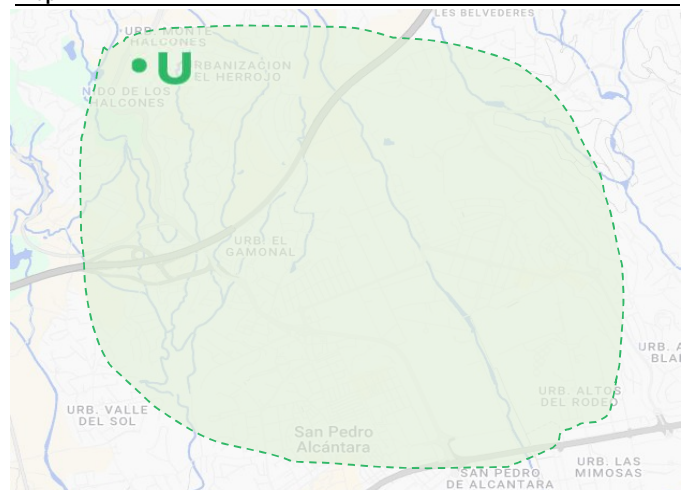 LES BELVEDERES
URB. MONTE
HALCONES
U
URBANIZACION
EL HERROJO
NIDO DE LOS
HALCONES
URB. EL
GAMONAL
URB. ALTOS
DEL RODEO
URB. VALLE
DEL SOL
San Pedro
Alcántara
SAN PEDRO
DE ALCANTARA
URB. LAS
MIMOSAS